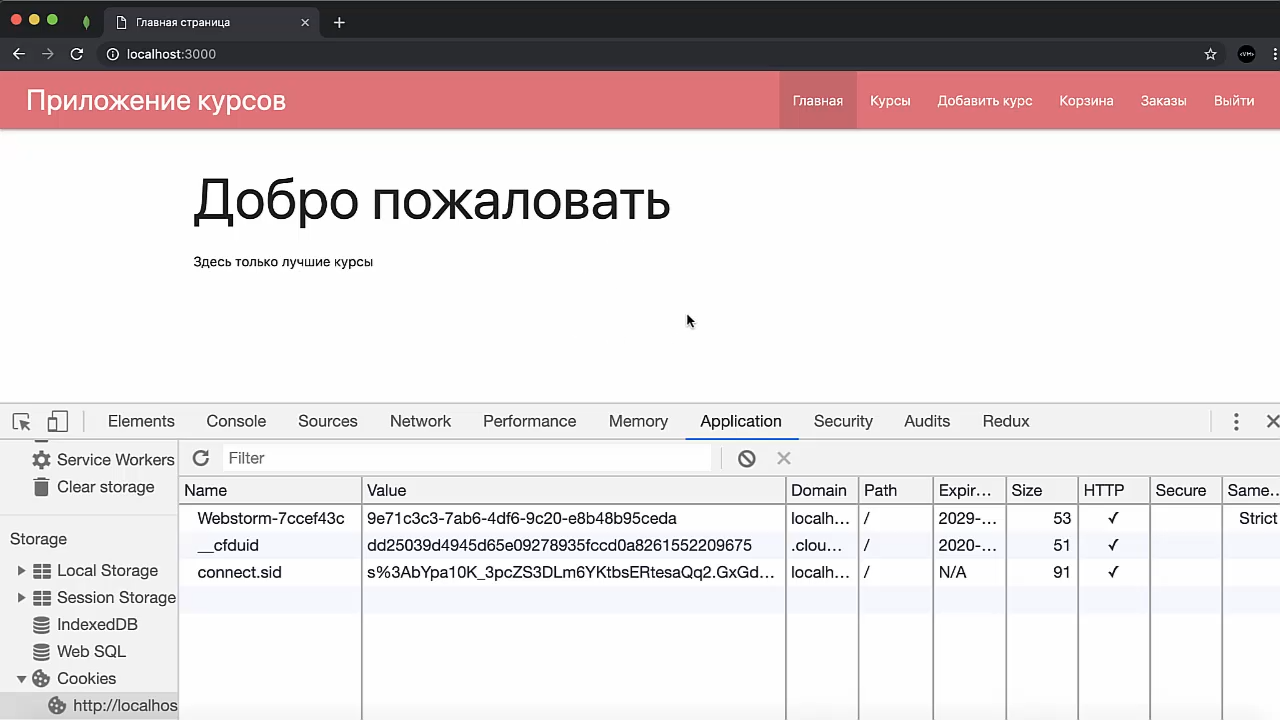 Главная страница
localhost:3000
Приложение курсов
Главная Курсы Добавить курс Корзина Заказы Выйти
Добро пожаловать
Здесь только лучшие курсы
Elements Console Sources Network Performance Memory Application Security Audits Redux
Service Workers
Clear storage
Storage
Local Storage
Session Storage
IndexedDB
Web SQL
Cookies
http://localhos
Filter
Name Value Domain Path Expir... Size HTTP Secure Same...
Webstorm-7ccef43c 9e71c3c3-7ab6-4df6-9c20-e8b48b95ceda localh... / 2029-... 53 ✓ Strict
__cfduid dd25039d4945d65e09278935fccd0a8261552209675 .clou... / 2020-... 51 ✓
connect.sid s%3AbYpa10K_3pcZS3DLm6YKtbsERtesaQq2.GxGd... localh... / N/A 91 ✓